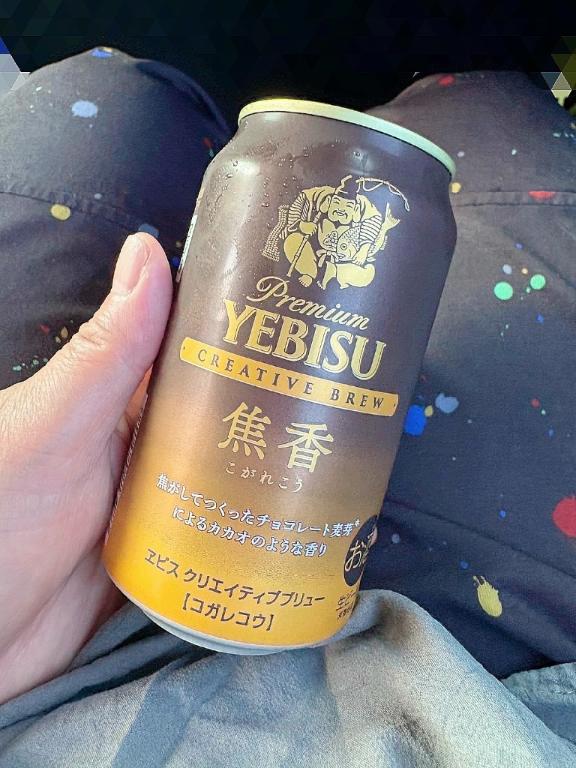 Premium
YEBISU
CREATIVE BREW
焦香
こがれこう
焦がしてつくったチョコレート麦芽*
によるカカオのような香り
ヱビス クリエイティブブリュー
【コガレコウ】